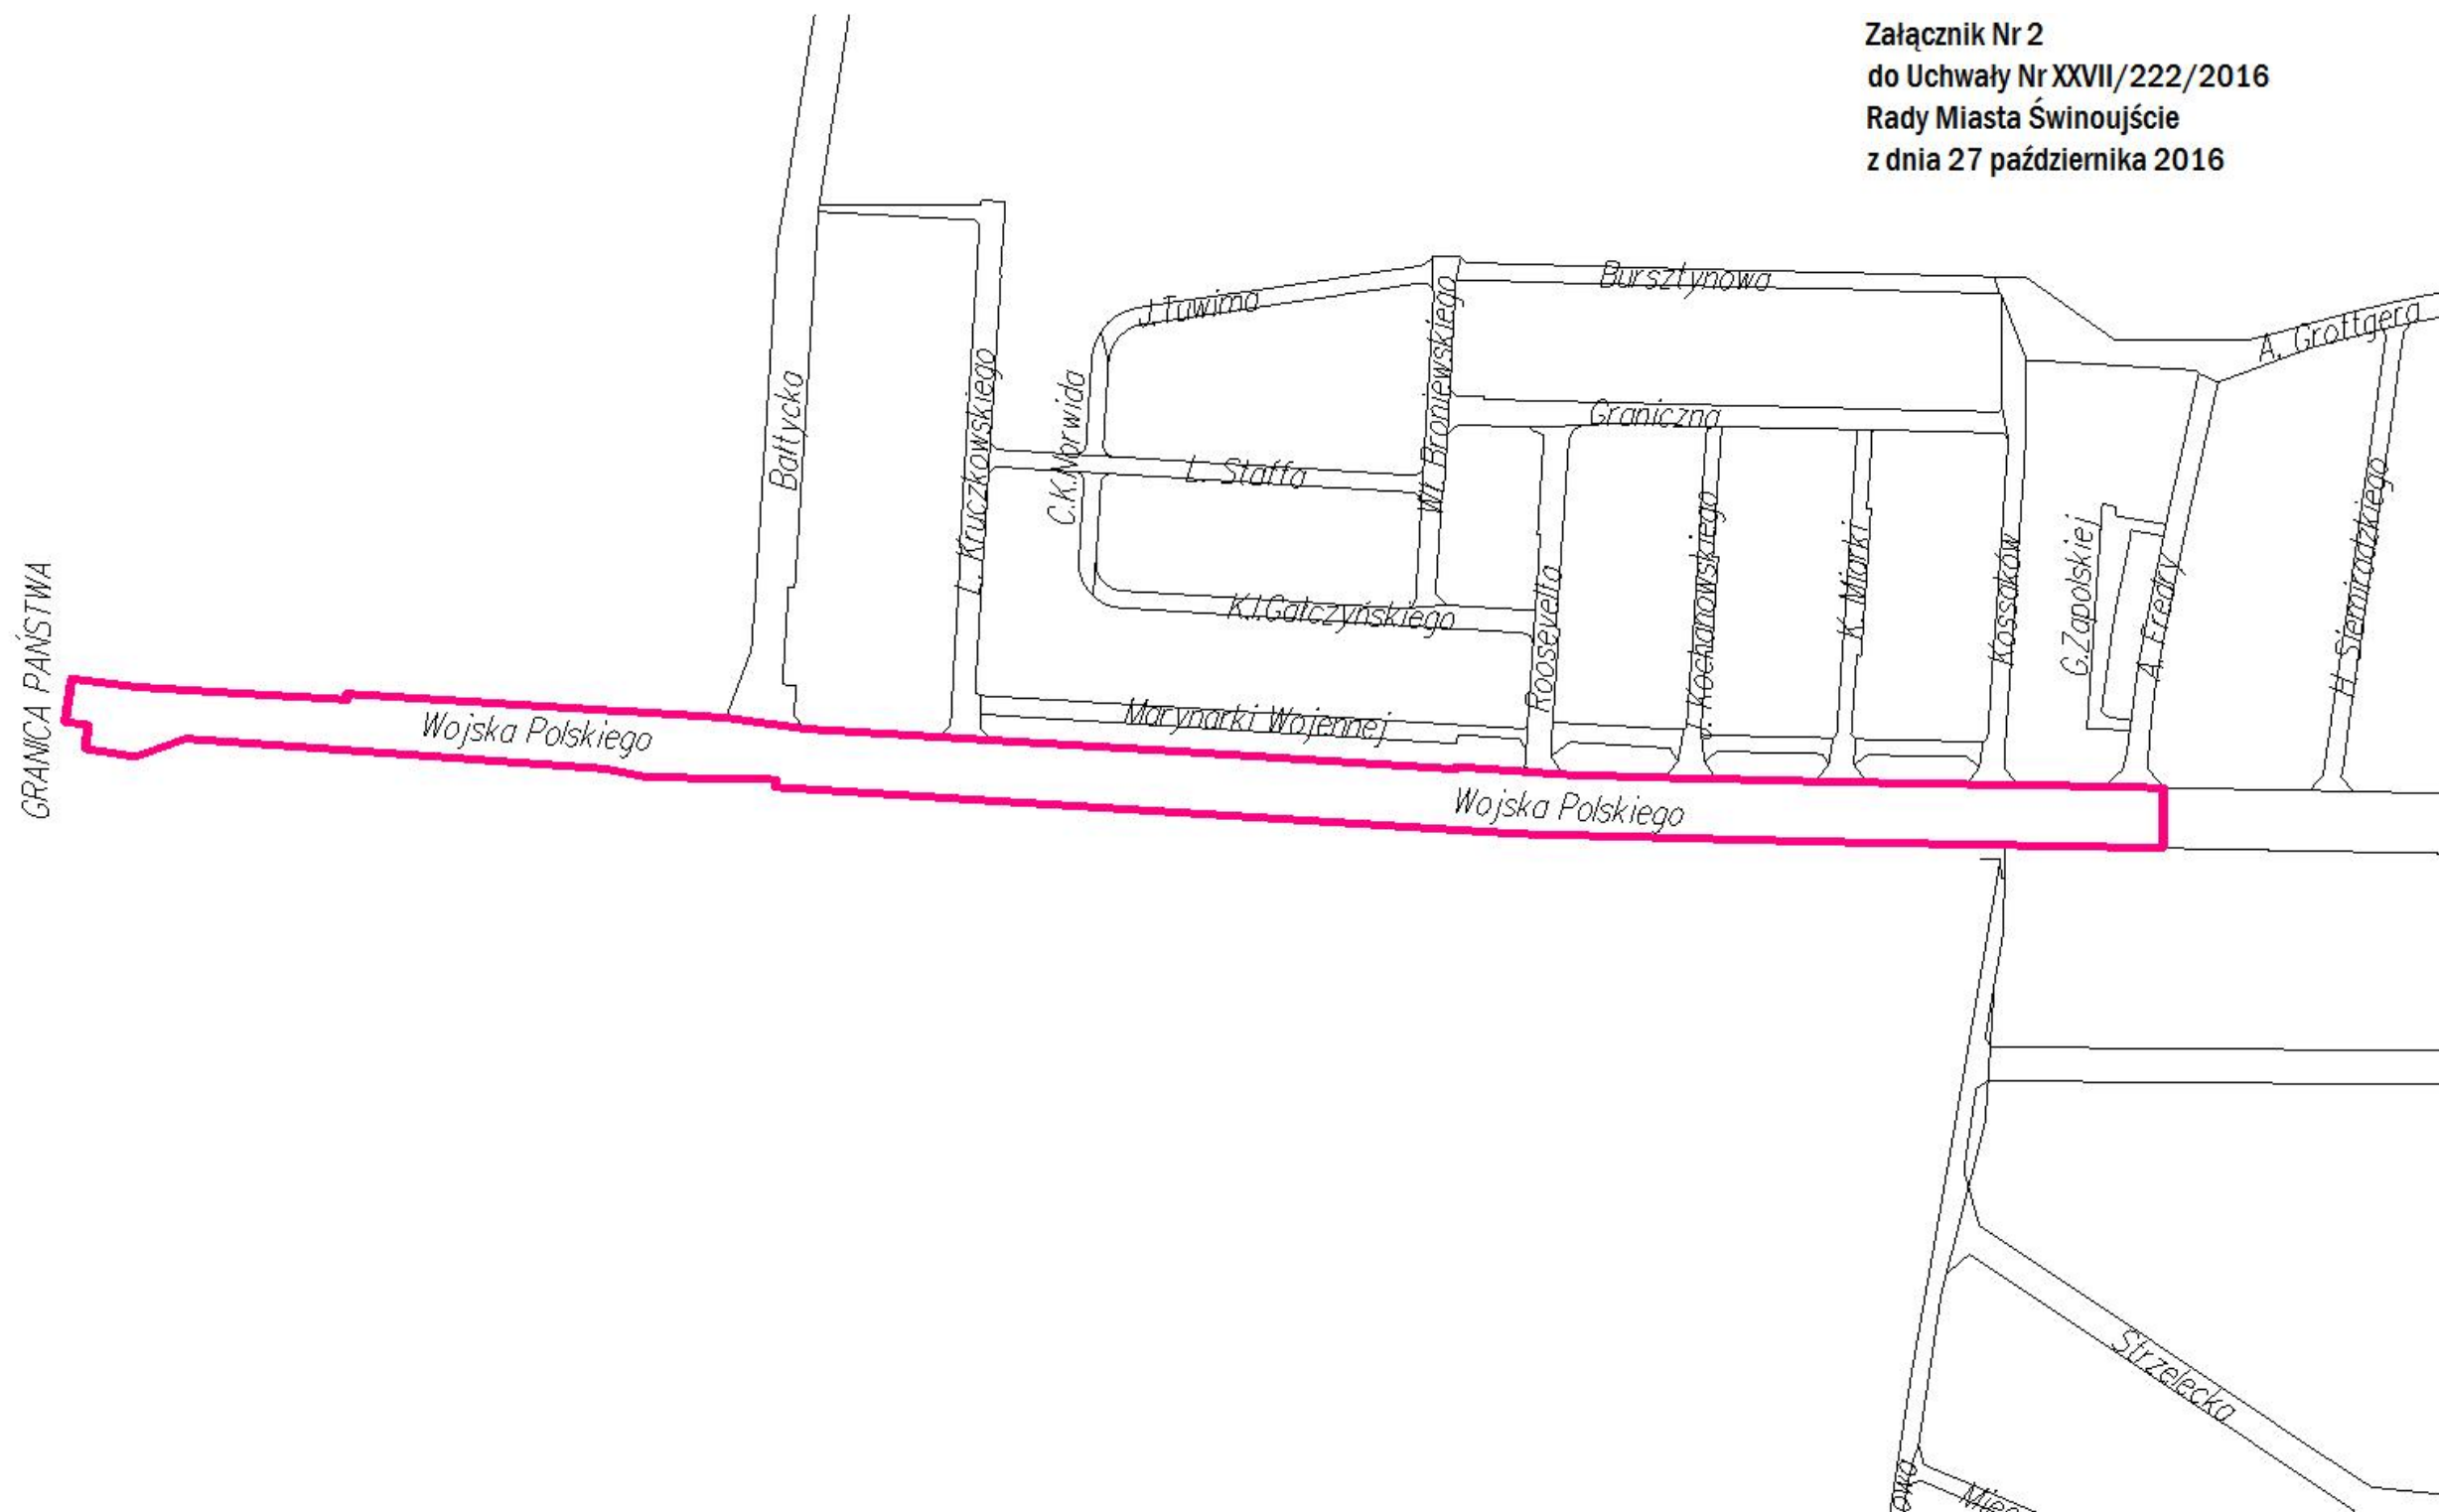 Załącznik Nr 2
do Uchwały Nr XXVII/222/2016
Rady Miasta Świnoujście
z dnia 27 października 2016
Bursztynowa
J.Tuwima
A. Grottgera
Wł. Broniewskiego
Graniczna
Bałtycka
L. Kruczkowskiego
C.K.Norwida
L. Staffa
K.I.Gałczyńskiego
Roosevelta
J. Kochanowskiego
K. Miarki
Kossaków
G.Zapolskiej
A. Fredry
H. Siemiradzkiego
GRANICA PAŃSTWA
Marynarki Wojennej
Wojska Polskiego
Wojska Polskiego
Strzelecka